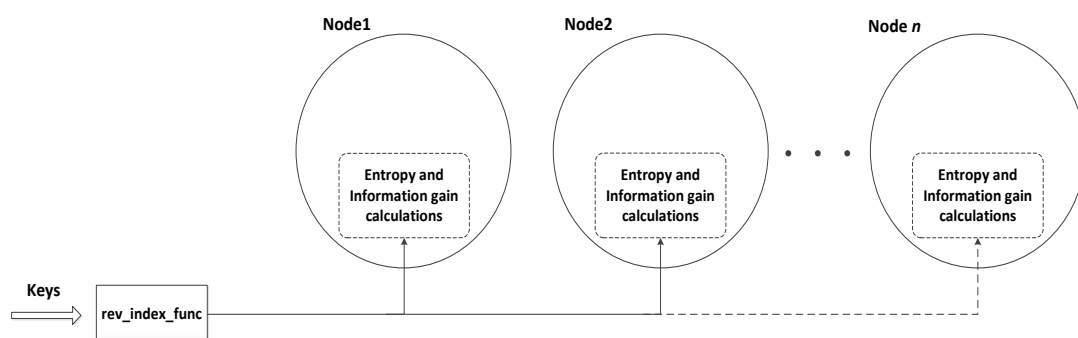 Node1
Node2
Node n
Entropy and
Information gain
calculations
Entropy and
Information gain
calculations
Entropy and
Information gain
calculations
Keys
rev_index_func